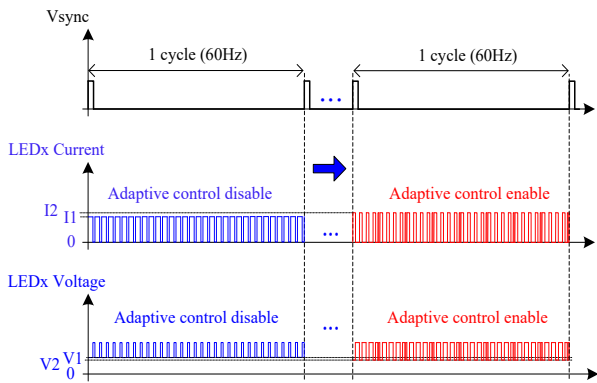 Vsync
1 cycle (60Hz) 1 cycle (60Hz)
...
LEDx Current
Adaptive control disable Adaptive control enable
I2
I1
0
...
LEDx Voltage
Adaptive control disable Adaptive control enable
...
V1
V2
0